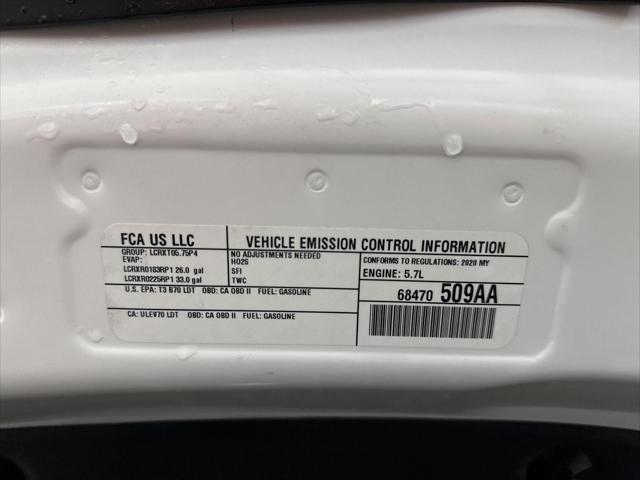 FCA US LLC
GROUP: LCRXT05.75P4
EVAP:
LCRXR0183RP1 26.0 gal
LCRXR0225RP1 33.0 gal
VEHICLE EMISSION CONTROL INFORMATION
NO ADJUSTMENTS NEEDED
HO2S
SFI
TWC
CONFORMS TO REGULATIONS: 2020 MY
ENGINE: 5.7L
U.S. EPA: T3 B70 LDT OBD: CA OBD II FUEL: GASOLINE
CA: ULEV70 LDT OBD: CA OBD II FUEL: GASOLINE
68470 509AA